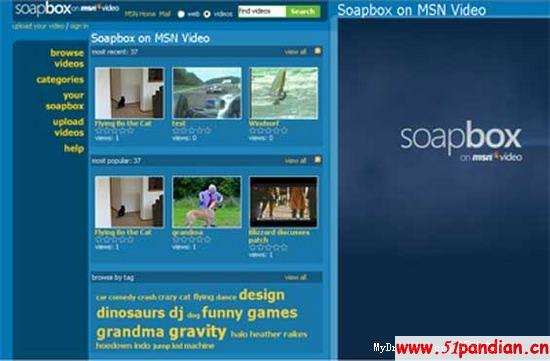 soapbox on msn video
MSN Home Mail web videos find videos Search
upload your video / sign in
browse videos
categories
your soapbox
upload videos
help
Soapbox on MSN Video
most recent: 37 view all
Flying Bo the Cat
views: 1
test
views: 0
Windsurf
views: 0
most popular: 37 view all
Flying Bo the Cat
views: 1
grandma
views: 1
Blizzard discusses patch
views: 1
browse by tag view all
car comedy crash crazy cat flying dance design
dinosaurs dj dog funny games
grandma gravity halo heather raikes
hoedown indo jump kid machine
Soapbox on MSN Video
soapbox
on msn video
www.51pandian.cn